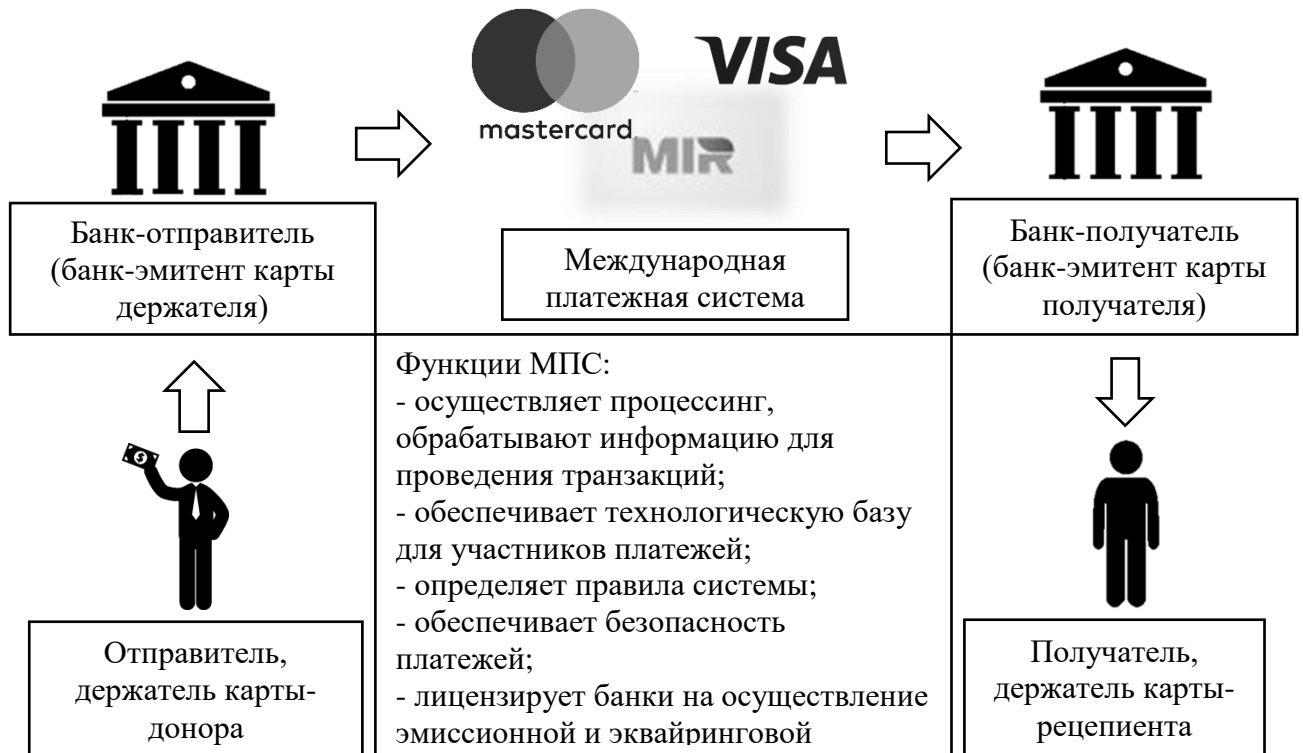 mastercard
VISA
MIR
Банк-отправитель
(банк-эмитент карты
держателя)
Международная
платежная система
Банк-получатель
(банк-эмитент карты
получателя)
Функции МПС:
- осуществляет процессинг,
обрабатывают информацию для
проведения транзакций;
- обеспечивает технологическую базу
для участников платежей;
- определяет правила системы;
- обеспечивает безопасность
платежей;
- лицензирует банки на осуществление
эмиссионной и эквайринговой
Отправитель,
держатель карты-
донора
Получатель,
держатель карты-
рецепиента